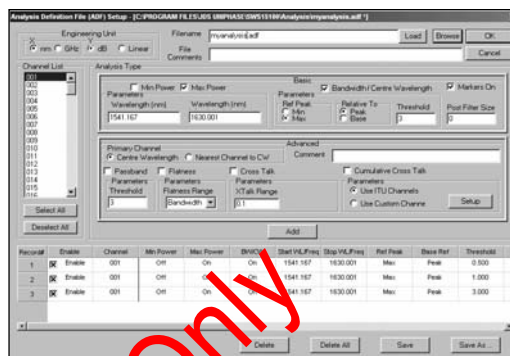 Analysis Definition File (ADF) Setup - [C:\PROGRAM FILES\JDS UNIPHASE\SWS15100\Analysis\myanalysis.adf *]
Engineering Unit
X
Y
nm
GHz
dB
Linear
Filename
myanalysis.adf
Load
Browse
OK
File
Comments
Cancel
Channel List
001
002
003
004
005
006
007
008
009
010
011
012
013
014
015
Select All
Deselect All
Analysis Type
Basic
Min Power
Max Power
Bandwidth/Centre Wavelength
Markers On
Parameters
Wavelength (nm)
Wavelength (nm)
1541.167
1630.001
Parameters
Ref Peak
Min
Max
Relative To
Peak
Base
Threshold
3
Post Filter Size
0
Advanced
Primary Channel
Centre Wavelength
Nearest Channel to CW
Comment
Passband
Flatness
Cross Talk
Cumulative Cross Talk
Parameters
Threshold
3
Parameters
Flatness Range
Bandwidth
Parameters
XTalk Range
0.1
Parameters
Use ITU Channels
Use Custom Channe
Setup
Add
Record# Enable Channel Min Power Max Power BW/CW Start WL/Freq Stop WL/Freq Ref Peak Base Ref Threshold
1 Enable 001 Off On On 1541.167 1630.001 Max Peak 0.500
2 Enable 001 Off On On 1541.167 1630.001 Max Peak 1.000
3 Enable 001 Off On On 1541.167 1630.001 Max Peak 3.000
Delete
Delete All
Save
Save As ...
Only